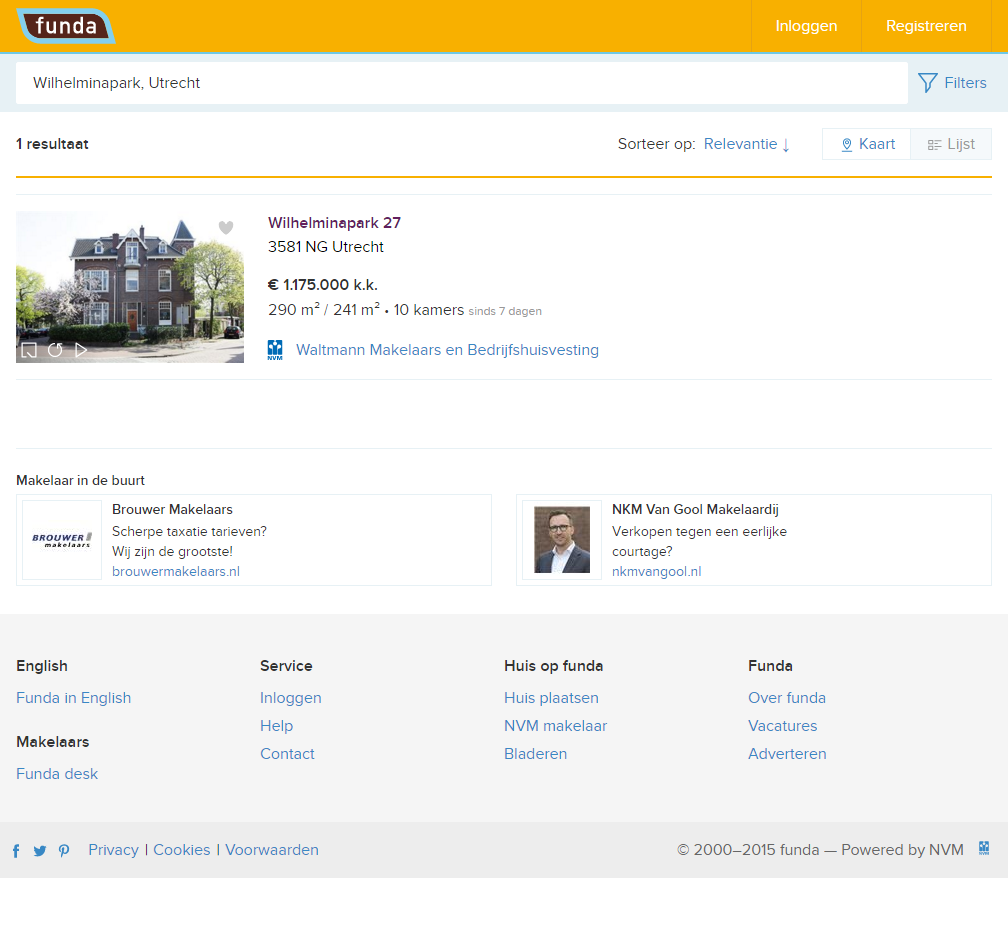 funda
Inloggen
Registreren
Wilhelminapark, Utrecht
Filters
1 resultaat
Sorteer op: Relevantie ↓
Kaart
Lijst
Wilhelminapark 27
3581 NG Utrecht
€ 1.175.000 k.k.
290 m² / 241 m² • 10 kamers sinds 7 dagen
NVM
Waltmann Makelaars en Bedrijfshuisvesting
Makelaar in de buurt
BROUWER
makelaars
Brouwer Makelaars
Scherpe taxatie tarieven?
Wij zijn de grootste!
brouwermakelaars.nl
NKM Van Gool Makelaardij
Verkopen tegen een eerlijke
courtage?
nkmvangool.nl
English
Funda in English
Makelaars
Funda desk
Service
Inloggen
Help
Contact
Huis op funda
Huis plaatsen
NVM makelaar
Bladeren
Funda
Over funda
Vacatures
Adverteren
Privacy | Cookies | Voorwaarden
© 2000–2015 funda — Powered by NVM
NVM